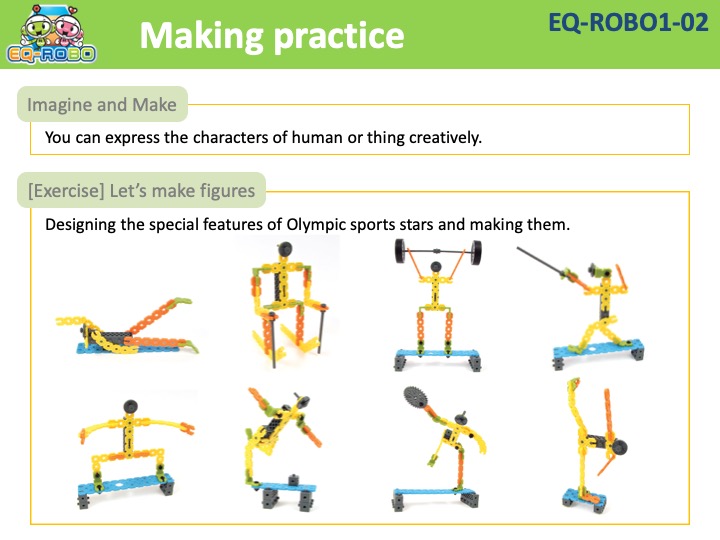 EQ-ROBO
Making practice
EQ-ROBO1-02
Imagine and Make
You can express the characters of human or thing creatively.
[Exercise] Let's make figures
Designing the special features of Olympic sports stars and making them.